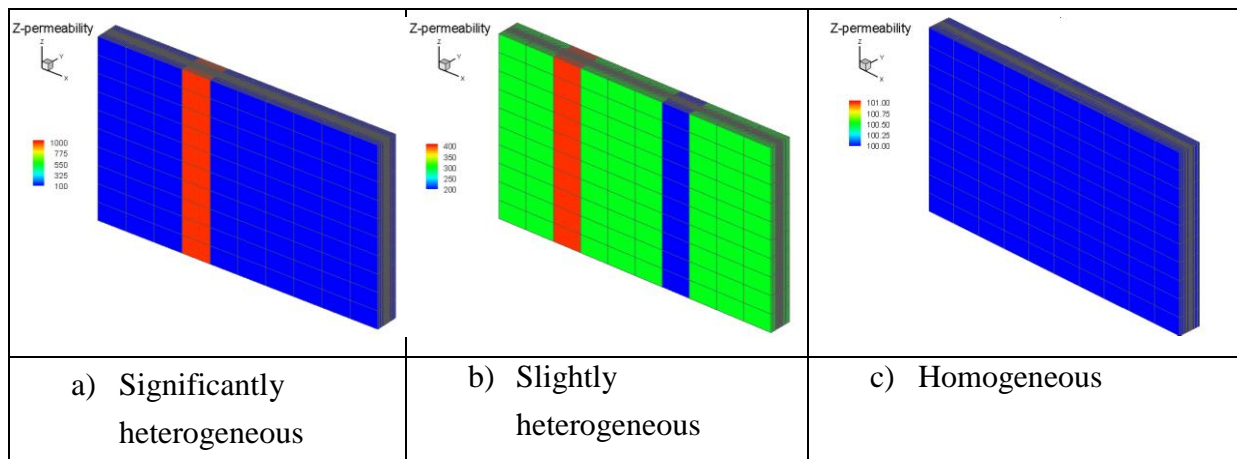 Z-permeability
Z
Y
X
1000
775
550
325
100
Z-permeability
Z
Y
X
400
350
300
250
200
Z-permeability
Z
Y
X
101.00
100.75
100.50
100.25
100.00
a) Significantly
heterogeneous
b) Slightly
heterogeneous
c) Homogeneous